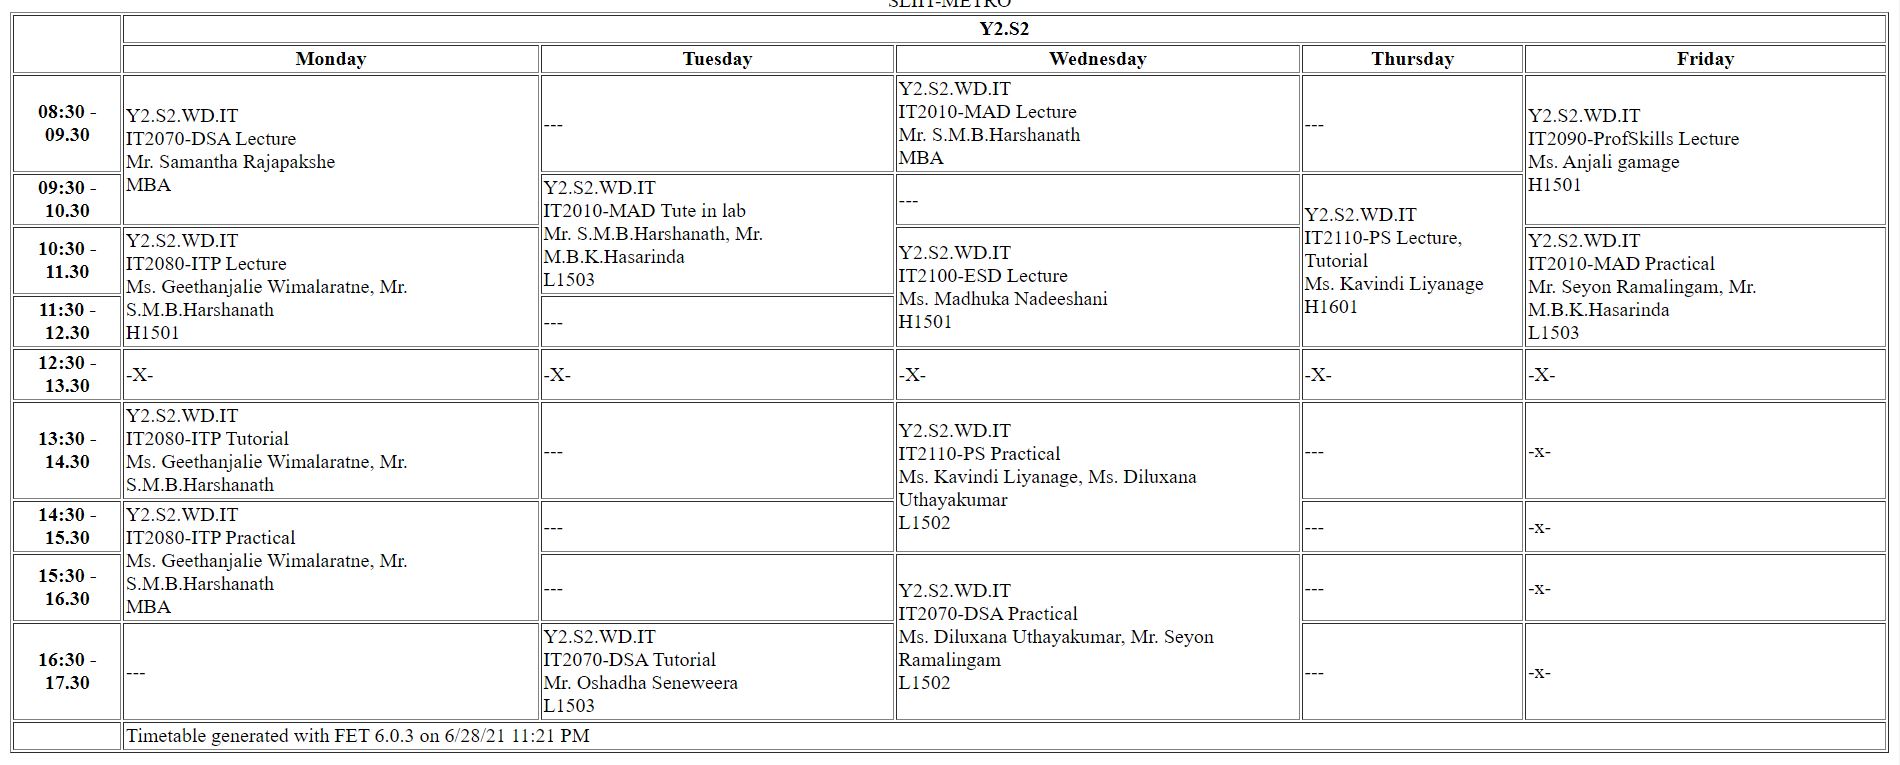 SLIIT-METRO
Y2.S2
Monday
Tuesday
Wednesday
Thursday
Friday
08:30 -
09.30
Y2.S2.WD.IT
IT2070-DSA Lecture
Mr. Samantha Rajapakshe
MBA
---
Y2.S2.WD.IT
IT2010-MAD Lecture
Mr. S.M.B.Harshanath
MBA
---
Y2.S2.WD.IT
IT2090-ProfSkills Lecture
Ms. Anjali gamage
H1501
09:30 -
10.30
Y2.S2.WD.IT
IT2010-MAD Tute in lab
Mr. S.M.B.Harshanath, Mr.
M.B.K.Hasarinda
L1503
---
Y2.S2.WD.IT
IT2110-PS Lecture,
Tutorial
Ms. Kavindi Liyanage
H1601
10:30 -
11.30
Y2.S2.WD.IT
IT2080-ITP Lecture
Ms. Geethanjalie Wimalaratne, Mr.
S.M.B.Harshanath
H1501
Y2.S2.WD.IT
IT2100-ESD Lecture
Ms. Madhuka Nadeeshani
H1501
Y2.S2.WD.IT
IT2010-MAD Practical
Mr. Seyon Ramalingam, Mr.
M.B.K.Hasarinda
L1503
11:30 -
12.30
---
12:30 -
13.30
-X-
-X-
-X-
-X-
-X-
13:30 -
14.30
Y2.S2.WD.IT
IT2080-ITP Tutorial
Ms. Geethanjalie Wimalaratne, Mr.
S.M.B.Harshanath
---
Y2.S2.WD.IT
IT2110-PS Practical
Ms. Kavindi Liyanage, Ms. Diluxana
Uthayakumar
L1502
---
-x-
14:30 -
15.30
Y2.S2.WD.IT
IT2080-ITP Practical
Ms. Geethanjalie Wimalaratne, Mr.
S.M.B.Harshanath
MBA
---
---
-x-
15:30 -
16.30
---
Y2.S2.WD.IT
IT2070-DSA Practical
Ms. Diluxana Uthayakumar, Mr. Seyon
Ramalingam
L1502
---
-x-
16:30 -
17.30
---
Y2.S2.WD.IT
IT2070-DSA Tutorial
Mr. Oshadha Seneweera
L1503
---
-x-
Timetable generated with FET 6.0.3 on 6/28/21 11:21 PM